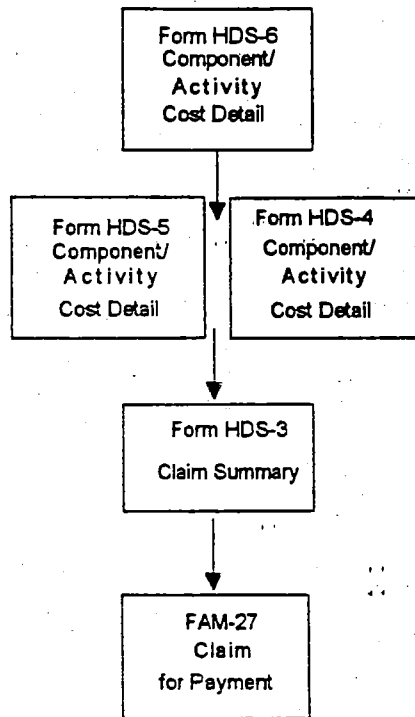 Form HDS-6
Component/
Activity
Cost Detail
Form HDS-5
Component/
Activity
Cost Detail
Form HDS-4
Component/
Activity
Cost Detail
Form HDS-3
Claim Summary
FAM-27
Claim
for Payment